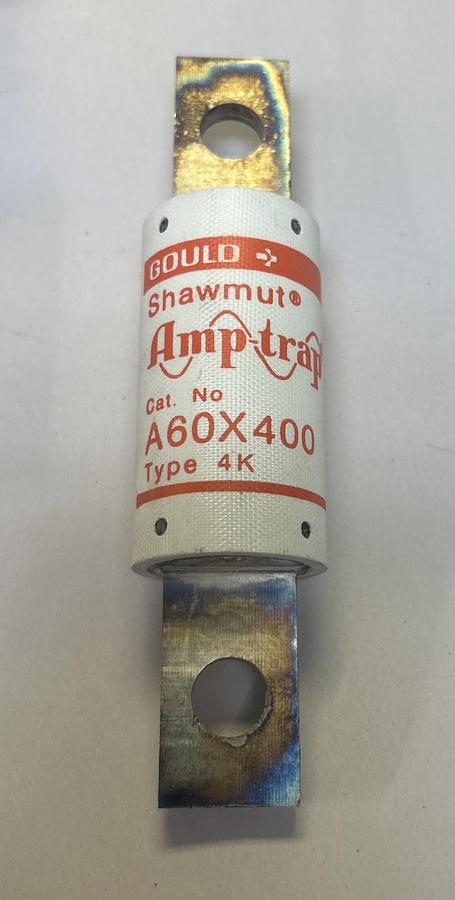 GOULD
Shawmut®
Amp-trap
Cat. No
A60X400
Type 4K